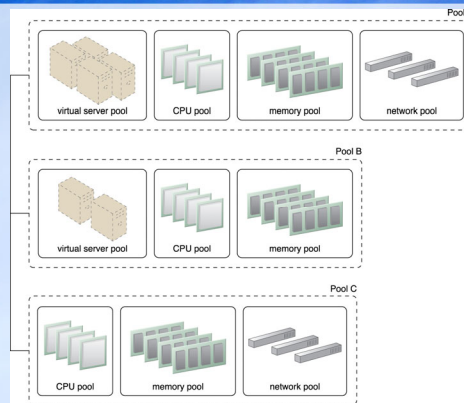 Pool
virtual server pool
CPU pool
memory pool
network pool
Pool B
virtual server pool
CPU pool
memory pool
Pool C
CPU pool
memory pool
network pool